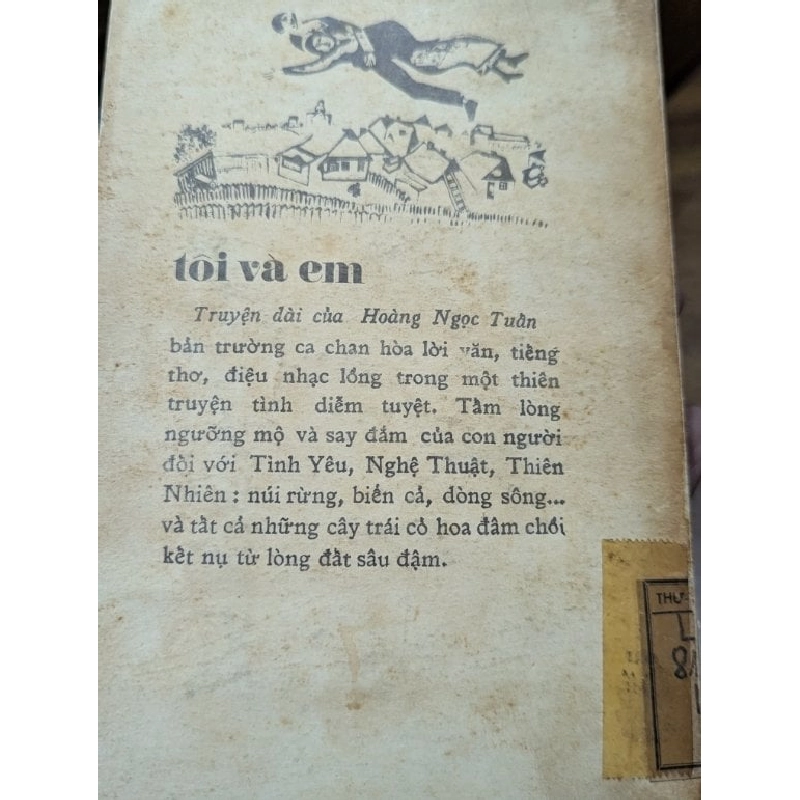 tôi và em
Truyện dài của Hoàng Ngọc Tuấn
bản trường ca chan hòa lời văn, tiếng
thơ, điệu nhạc lồng trong một thiên
truyện tình diễm tuyệt. Tấm lòng
ngưỡng mộ và say đắm của con người
đối với Tình Yêu, Nghệ Thuật, Thiên
Nhiên : núi rừng, biển cả, dòng sông...
và tất cả những cây trái cỏ hoa đâm chồi
kết nụ từ lòng đất sâu đậm.
THƯ-